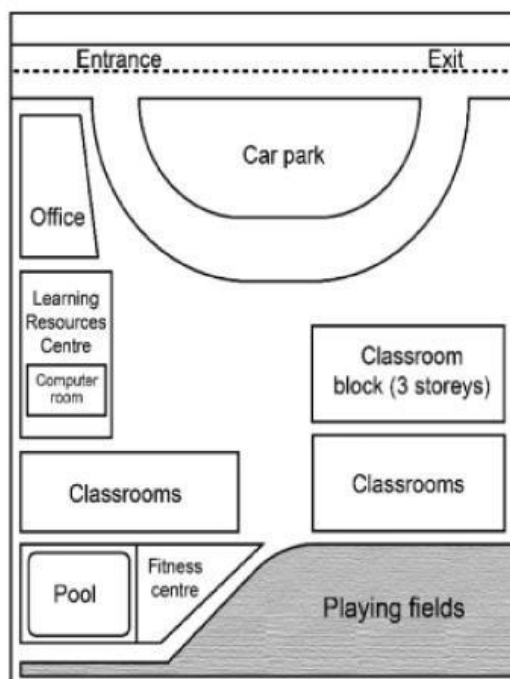 Entrance
Exit
Car park
Office
Learning
Resources
Centre
Computer
room
Classroom
block (3 storeys)
Classrooms
Classrooms
Pool
Fitness
centre
Playing fields